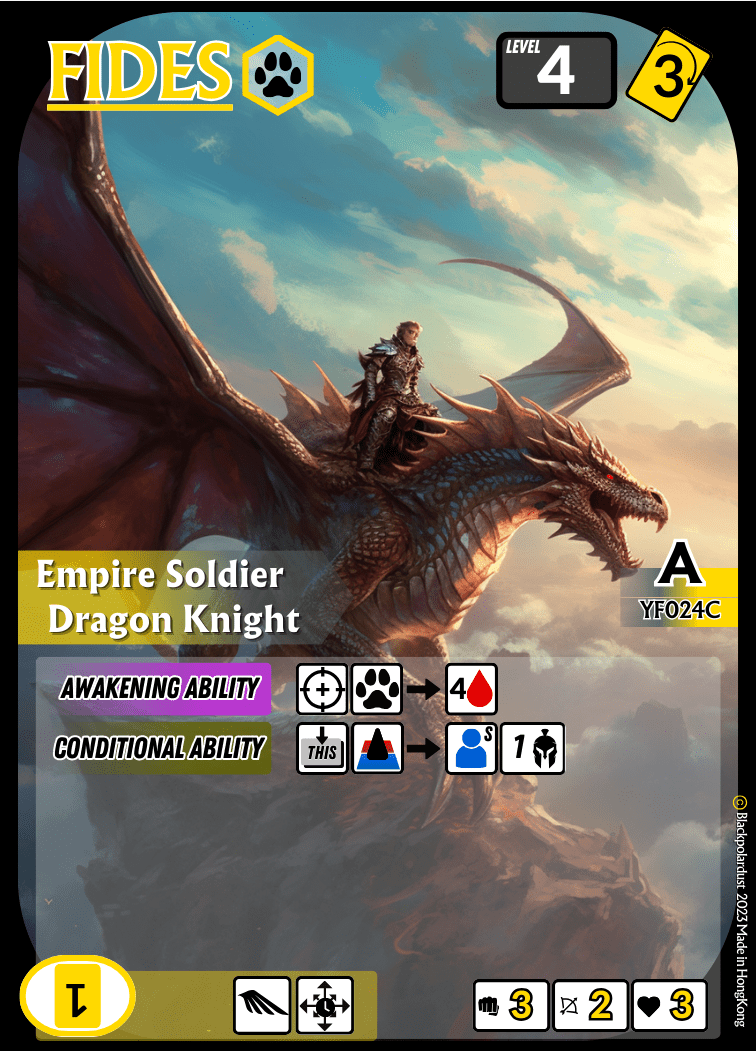 FIDES
LEVEL
4
3
Empire Soldier
Dragon Knight
A
YF024C
AWAKENING ABILITY
4
CONDITIONAL ABILITY
THIS
S
1
© Blackpolardust 2023 Made in HongKong
1
3
2
3